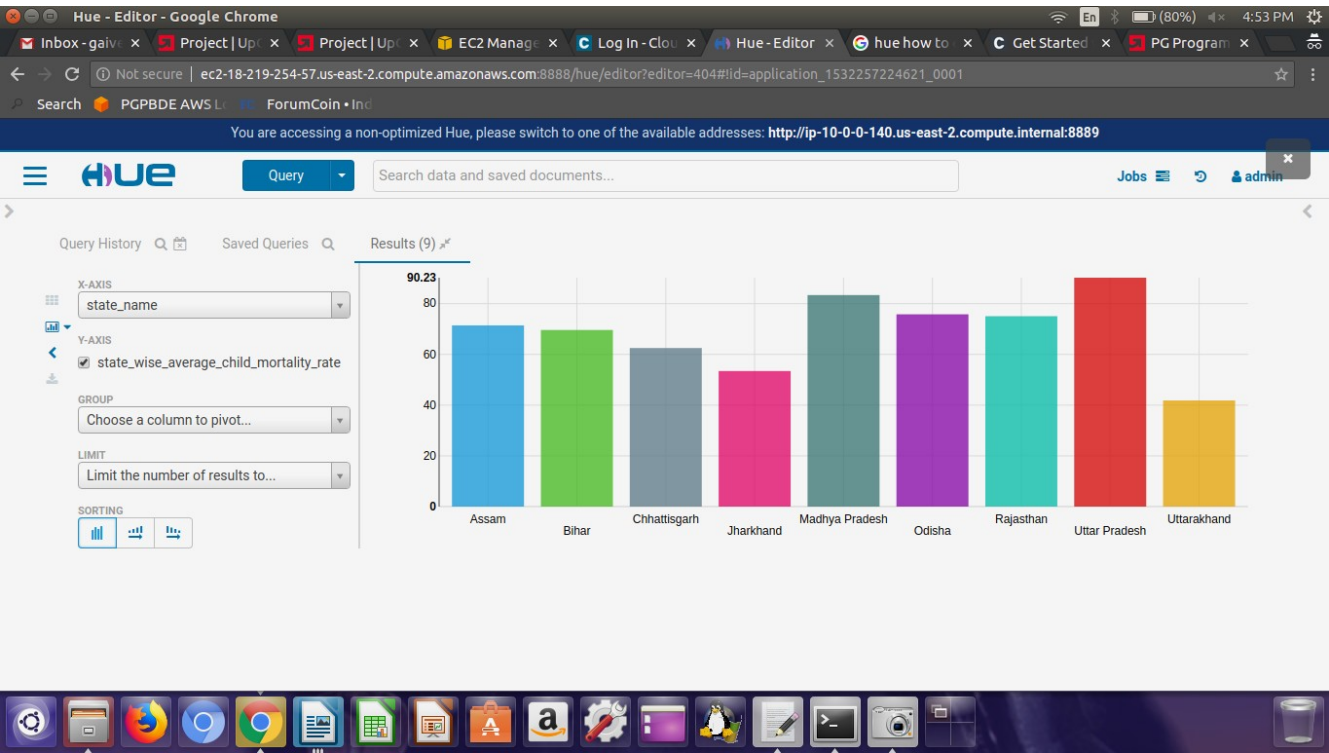 Hue - Editor - Google Chrome
En
(80%)
4:53 PM
Inbox - gaiv
Project | Up
Project | Up
EC2 Manage
Log In - Clou
Hue - Editor
hue how to
Get Started
PG Program
Not secure | ec2-18-219-254-57.us-east-2.compute.amazonaws.com:8888/hue/editor?editor=404#!id=application_1532257224621_0001
Search
PGPBDE AWS L
ForumCoin • Ind
You are accessing a non-optimized Hue, please switch to one of the available addresses: http://ip-10-0-0-140.us-east-2.compute.internal:8889
HUE
Query
Search data and saved documents...
Jobs
admin
Query History
Saved Queries
Results (9)
X-AXIS
state_name
Y-AXIS
state_wise_average_child_mortality_rate
GROUP
Choose a column to pivot...
LIMIT
Limit the number of results to...
SORTING
90.23
80
60
40
20
0
Assam
Bihar
Chhattisgarh
Jharkhand
Madhya Pradesh
Odisha
Rajasthan
Uttar Pradesh
Uttarakhand